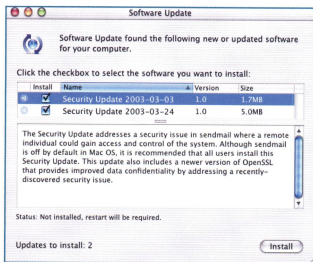 Software Update
Software Update found the following new or updated software
for your computer.
Click the checkbox to select the software you want to install:
Install Name Version Size
Security Update 2003-03-03 1.0 1.7MB
Security Update 2003-03-24 1.0 5.0MB
The Security Update addresses a security issue in sendmail where a remote
individual could gain access and control of the system. Although sendmail
is off by default in Mac OS, it is recommended that all users install this
Security Update. This update also includes a newer version of OpenSSL
that provides improved data confidentiality by addressing a recently-
discovered security issue.
Status: Not installed, restart will be required.
Updates to install: 2
Install